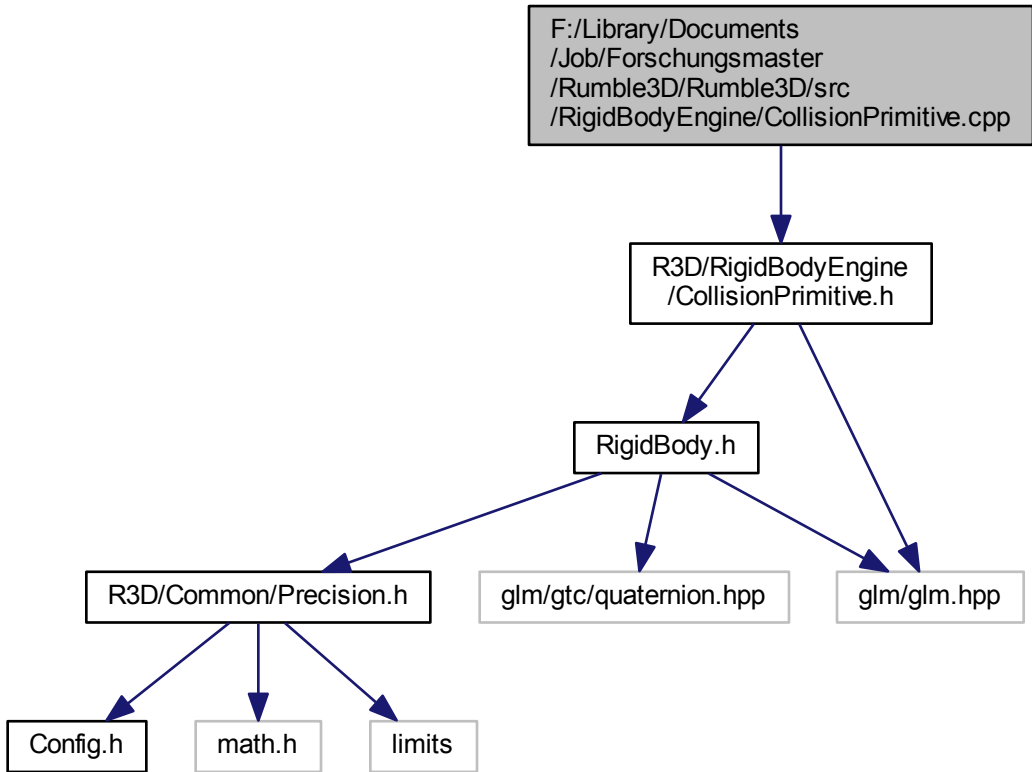 F:/Library/Documents
/Job/Forschungsmaster
/Rumble3D/Rumble3D/src
/RigidBodyEngine/CollisionPrimitive.cpp
R3D/RigidBodyEngine
/CollisionPrimitive.h
RigidBody.h
R3D/Common/Precision.h
glm/gtc/quaternion.hpp
glm/glm.hpp
Config.h
math.h
limits